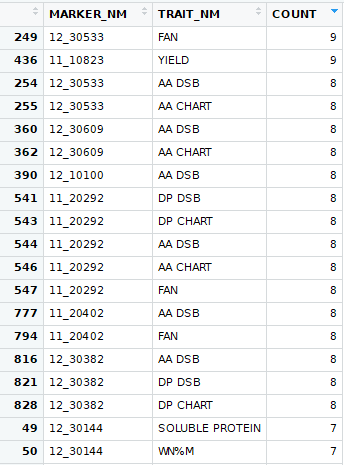 MARKER_NM TRAIT_NM COUNT
249 12_30533 FAN 9
436 11_10823 YIELD 9
254 12_30533 AA DSB 8
255 12_30533 AA CHART 8
360 12_30609 AA DSB 8
362 12_30609 AA CHART 8
390 12_10100 AA DSB 8
541 11_20292 DP DSB 8
543 11_20292 DP CHART 8
544 11_20292 AA DSB 8
546 11_20292 AA CHART 8
547 11_20292 FAN 8
777 11_20402 AA DSB 8
794 11_20402 FAN 8
816 12_30382 AA DSB 8
821 12_30382 DP DSB 8
828 12_30382 DP CHART 8
49 12_30144 SOLUBLE PROTEIN 7
50 12_30144 WN%M 7